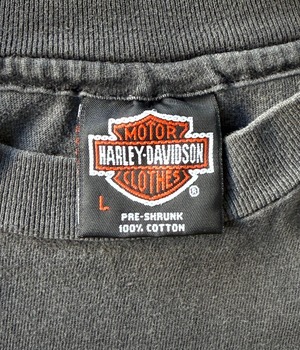 MOTOR
HARLEY-DAVIDSON
CLOTHES
®
L
PRE-SHRUNK
100% COTTON